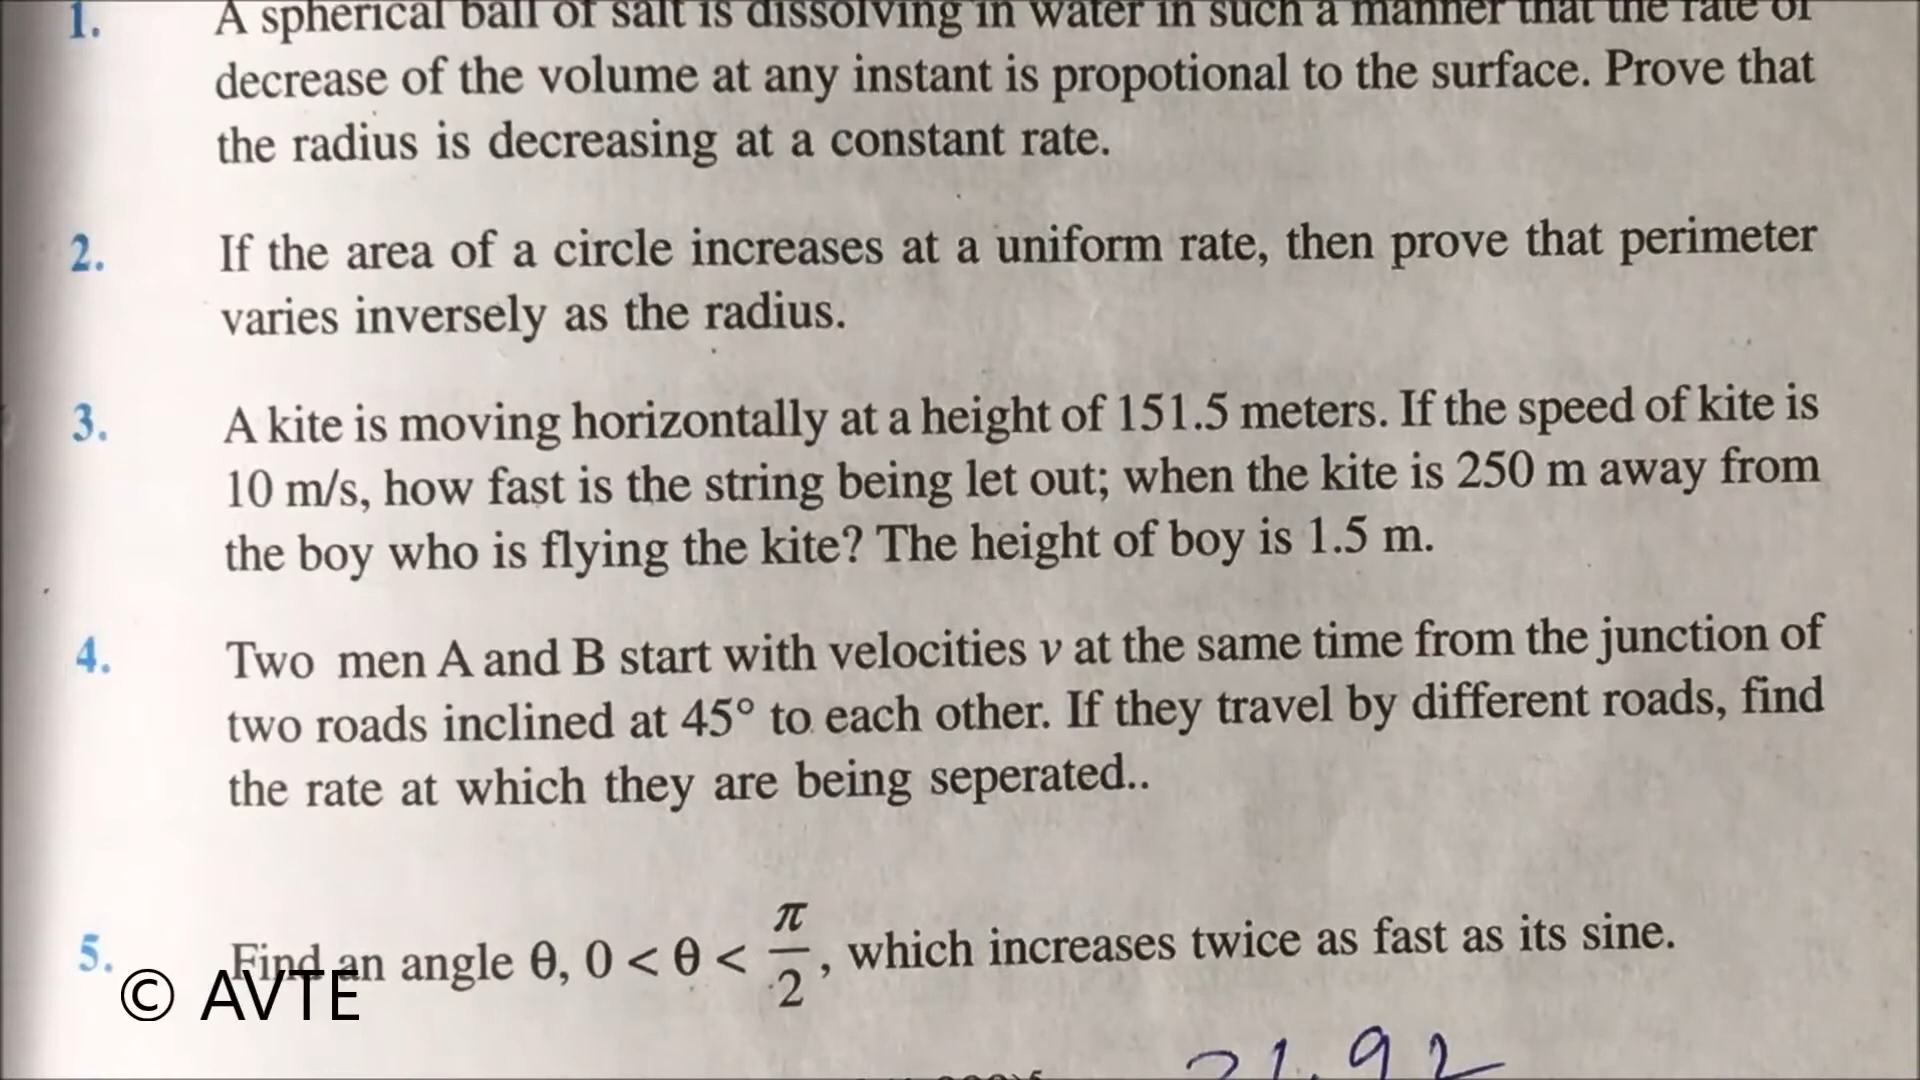 1. A spherical ball of salt is dissolving in water in such a manner that the rate of
decrease of the volume at any instant is propotional to the surface. Prove that
the radius is decreasing at a constant rate.
2. If the area of a circle increases at a uniform rate, then prove that perimeter
varies inversely as the radius.
3. A kite is moving horizontally at a height of 151.5 meters. If the speed of kite is
10 m/s, how fast is the string being let out; when the kite is 250 m away from
the boy who is flying the kite? The height of boy is 1.5 m.
4. Two men A and B start with velocities v at the same time from the junction of
two roads inclined at 45° to each other. If they travel by different roads, find
the rate at which they are being seperated..
5. Find an angle θ, 0 < θ < π/2, which increases twice as fast as its sine.
© AVTE
31.92